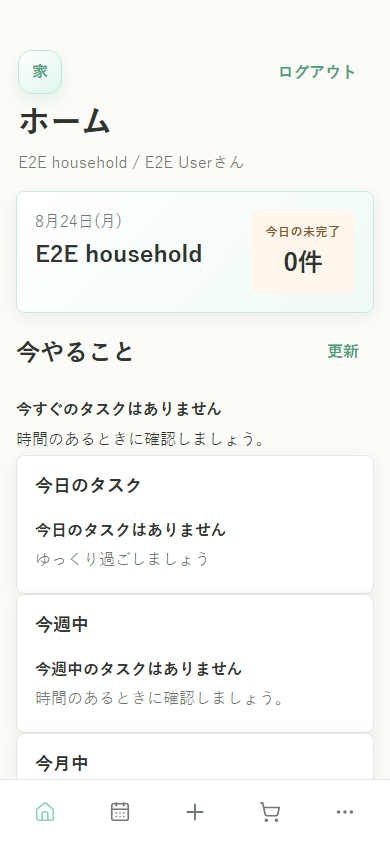 家
ログアウト
ホーム
E2E household / E2E Userさん
8月24日(月)
E2E household
今日の未完了
0件
今やること
更新
今すぐのタスクはありません
時間のあるときに確認しましょう。
今日のタスク
今日のタスクはありません
ゆっくり過ごしましょう
今週中
今週中のタスクはありません
時間のあるときに確認しましょう。
今月中